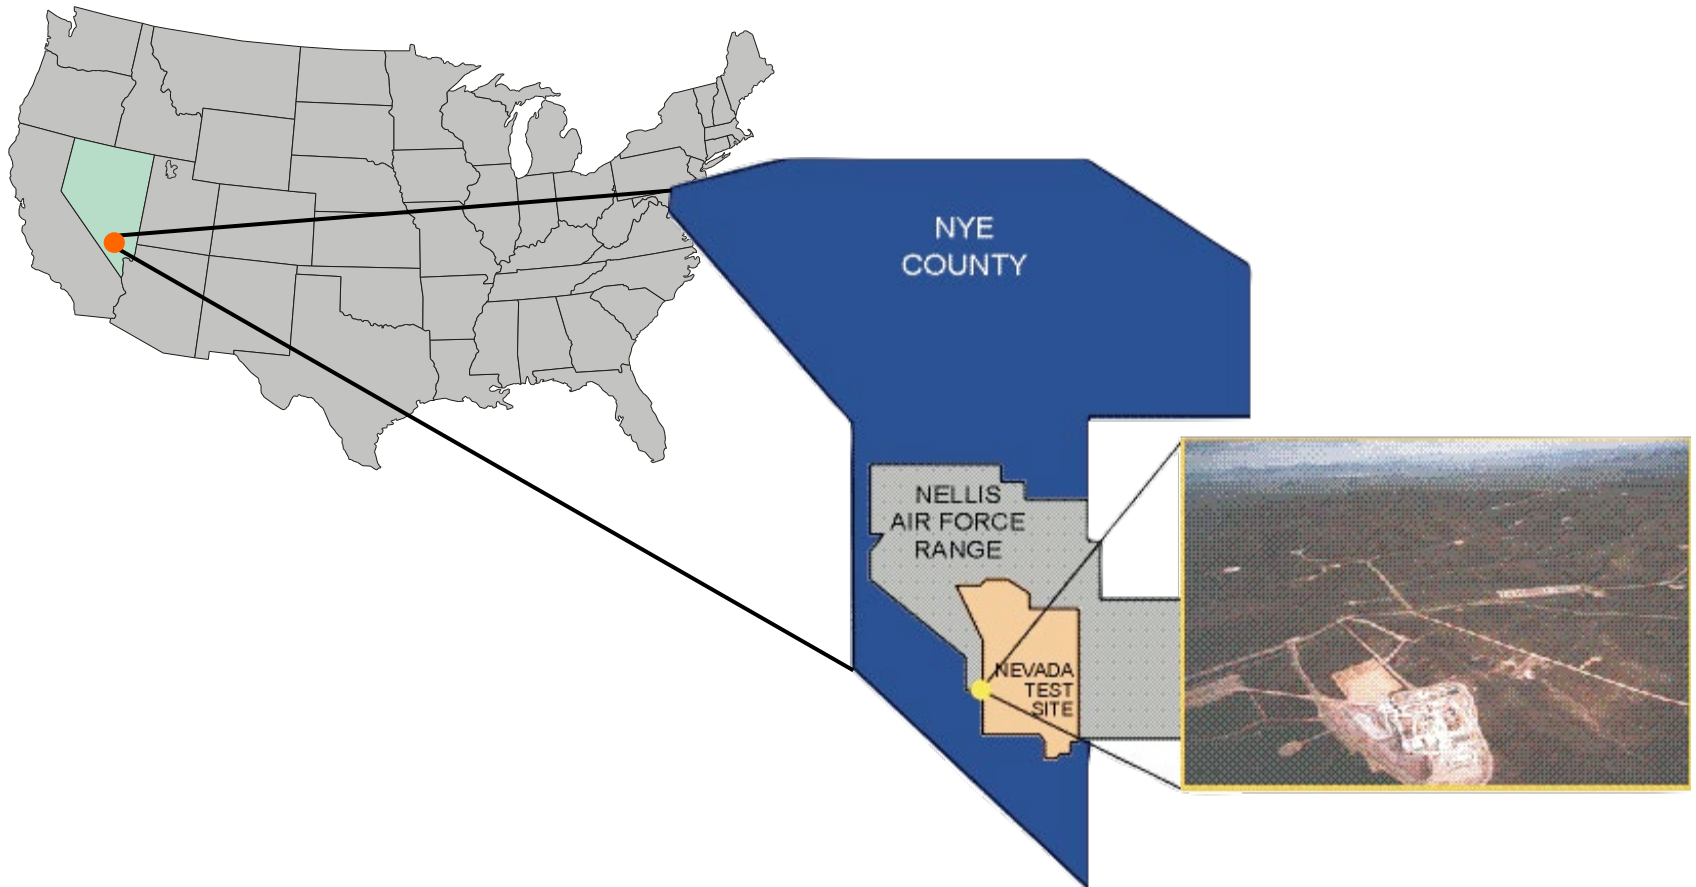 NYE
COUNTY
NELLIS
AIR FORCE
RANGE
NEVADA
TEST
SITE